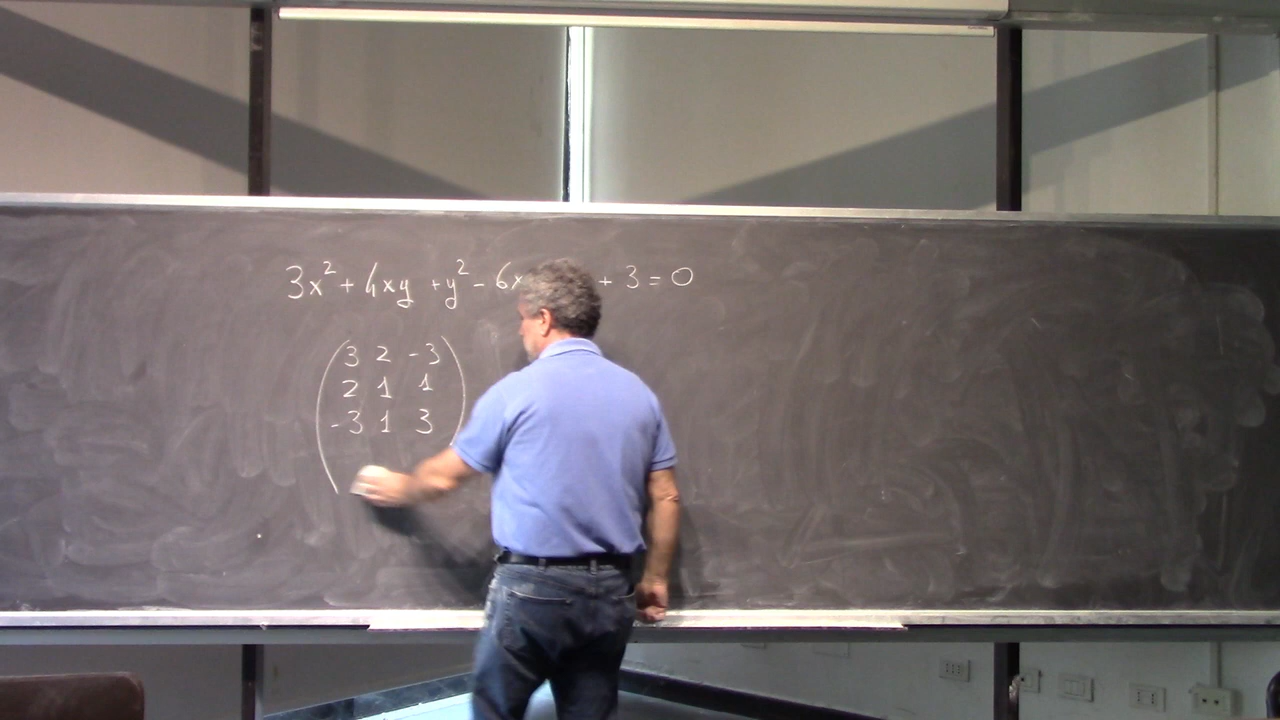 3x² + 4xy + y² - 6x + 3 = 0
3 2 -3
2 1 1
-3 1 3